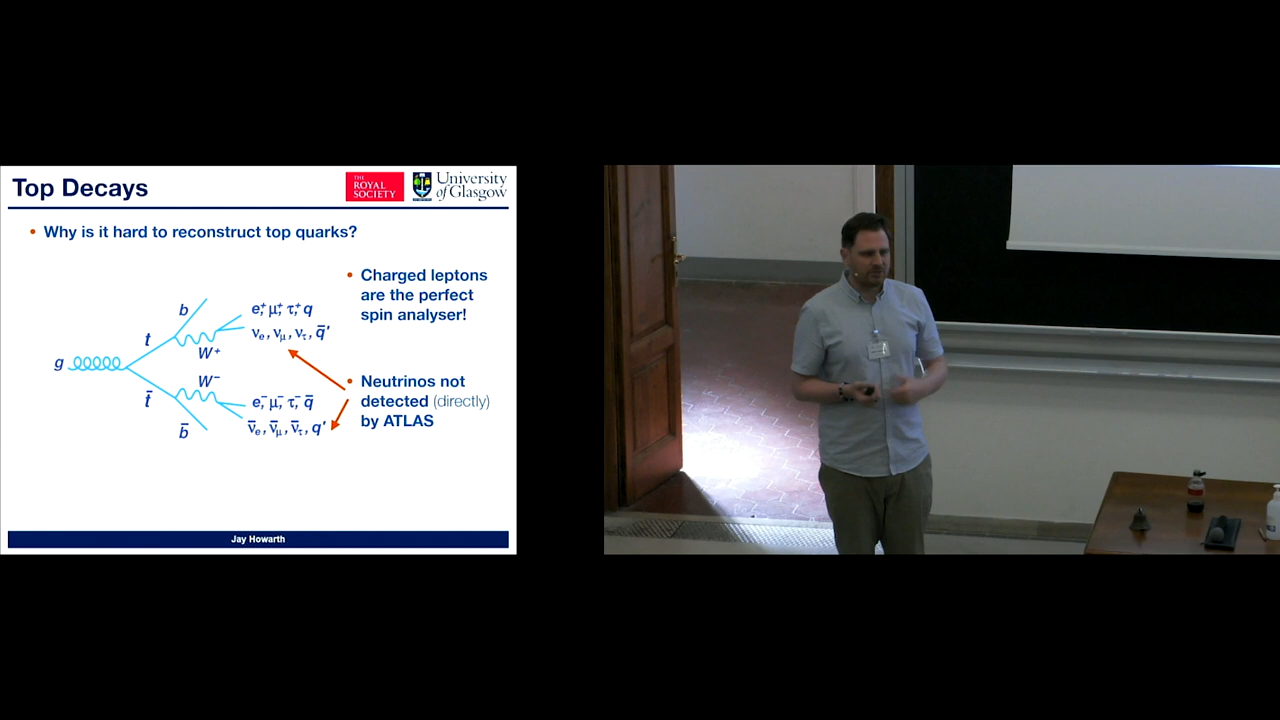 Top Decays
THE
ROYAL
SOCIETY
University
of Glasgow
• Why is it hard to reconstruct top quarks?
• Charged leptons
are the perfect
spin analyser!
b
e⁺, μ⁺, τ⁺, q
t
νe, νμ, ντ, q̄'
W⁺
g
W⁻
t̄
e⁻, μ⁻, τ⁻, q̄
ν̄e, ν̄μ, ν̄τ, q'
b̄
• Neutrinos not
detected (directly)
by ATLAS
Jay Howarth